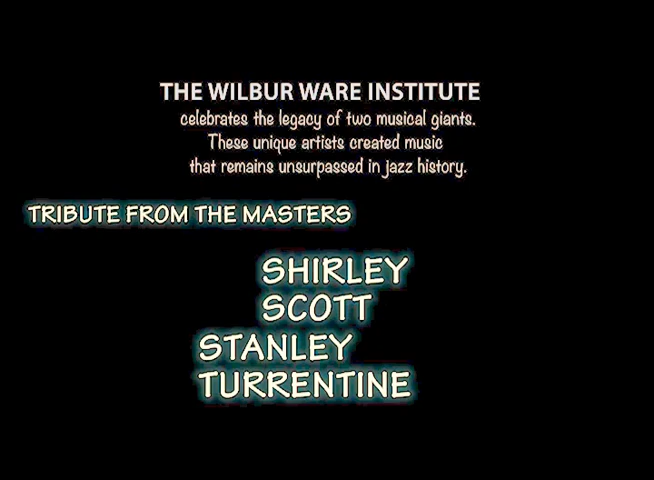 THE WILBUR WARE INSTITUTE
celebrates the legacy of two musical giants.
These unique artists created music
that remains unsurpassed in jazz history.
TRIBUTE FROM THE MASTERS
SHIRLEY
SCOTT
STANLEY
TURRENTINE